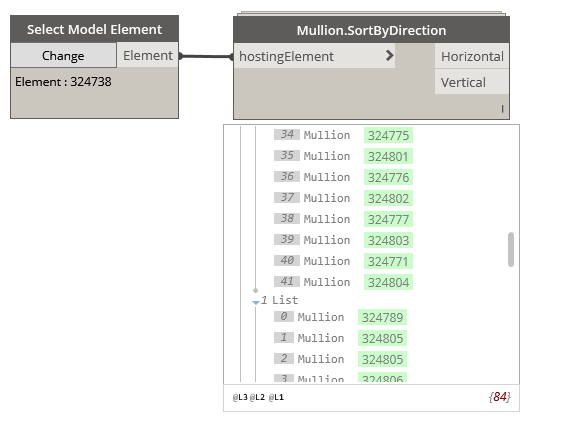 Select Model Element
Change Element
Element : 324738
Mullion.SortByDirection
hostingElement > Horizontal
Vertical
I
34 Mullion 324775
35 Mullion 324801
36 Mullion 324776
37 Mullion 324802
38 Mullion 324777
39 Mullion 324803
40 Mullion 324771
41 Mullion 324804
1 List
0 Mullion 324789
1 Mullion 324805
2 Mullion 324805
3 Mullion 324806
@L3 @L2 @L1 {84}